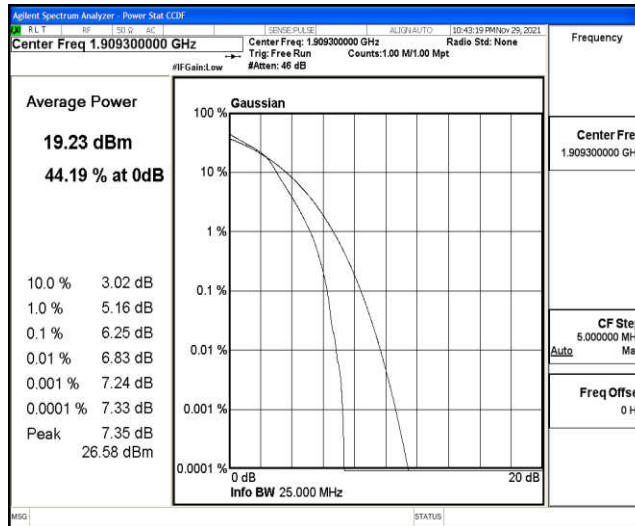 Agilent Spectrum Analyzer - Power Stat CCDF
RLT RF 50 Ω AC SENSE:PULSE ALIGN AUTO 10:43:19 PM Nov 29, 2021
Center Freq 1.909300000 GHz
Center Freq: 1.909300000 GHz Radio Std: None
Trig: Free Run Counts:1.00 M/1.00 Mpt
#IFGain:Low #Atten: 46 dB
Frequency
Average Power
19.23 dBm
44.19 % at 0dB
10.0 % 3.02 dB
1.0 % 5.16 dB
0.1 % 6.25 dB
0.01 % 6.83 dB
0.001 % 7.24 dB
0.0001 % 7.33 dB
Peak 7.35 dB
26.58 dBm
Gaussian
100 %
10 %
1 %
0.1 %
0.01 %
0.001 %
0.0001 %
0 dB 20 dB
Info BW 25.000 MHz
Center Fre
1.909300000 GH
CF Ste
5.000000 MH
Auto Ma
Freq Offse
0 H
MSG STATUS